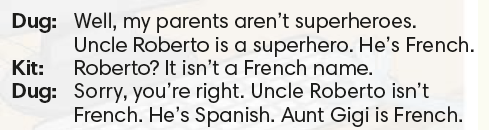 Dug: Well, my parents aren't superheroes.
Uncle Roberto is a superhero. He's French.
Kit: Roberto? It isn't a French name.
Dug: Sorry, you're right. Uncle Roberto isn't
French. He's Spanish. Aunt Gigi is French.